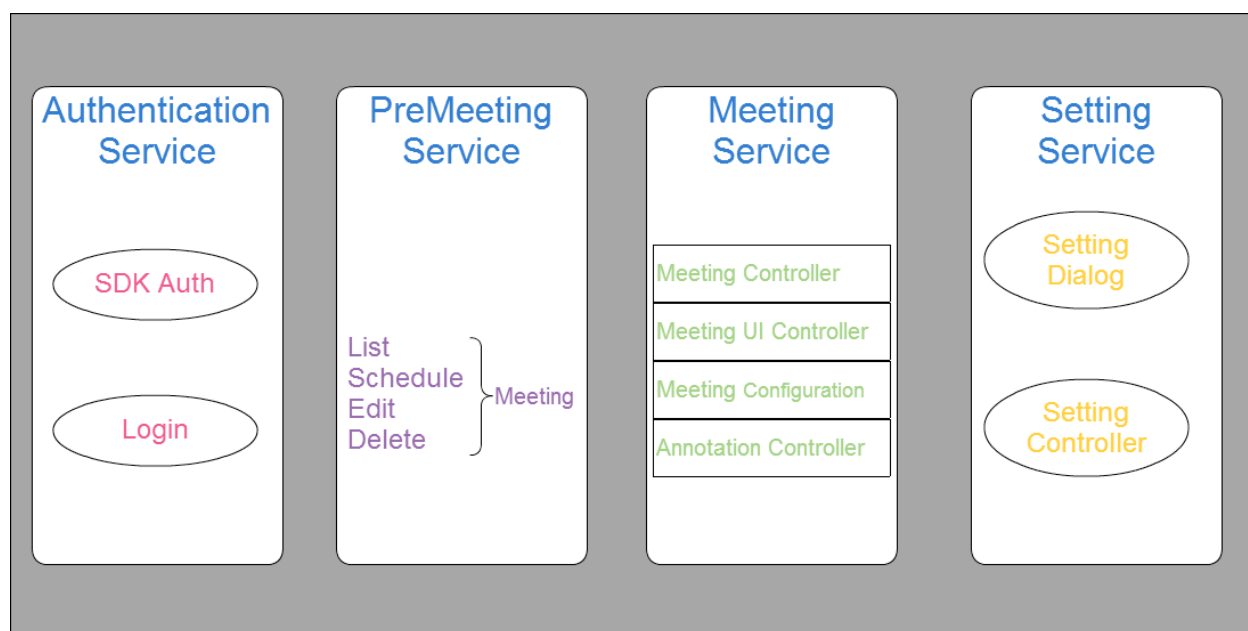 Authentication
Service
SDK Auth
Login
PreMeeting
Service
List
Schedule
Edit
Delete
Meeting
Meeting
Service
Meeting Controller
Meeting UI Controller
Meeting Configuration
Annotation Controller
Setting
Service
Setting
Dialog
Setting
Controller